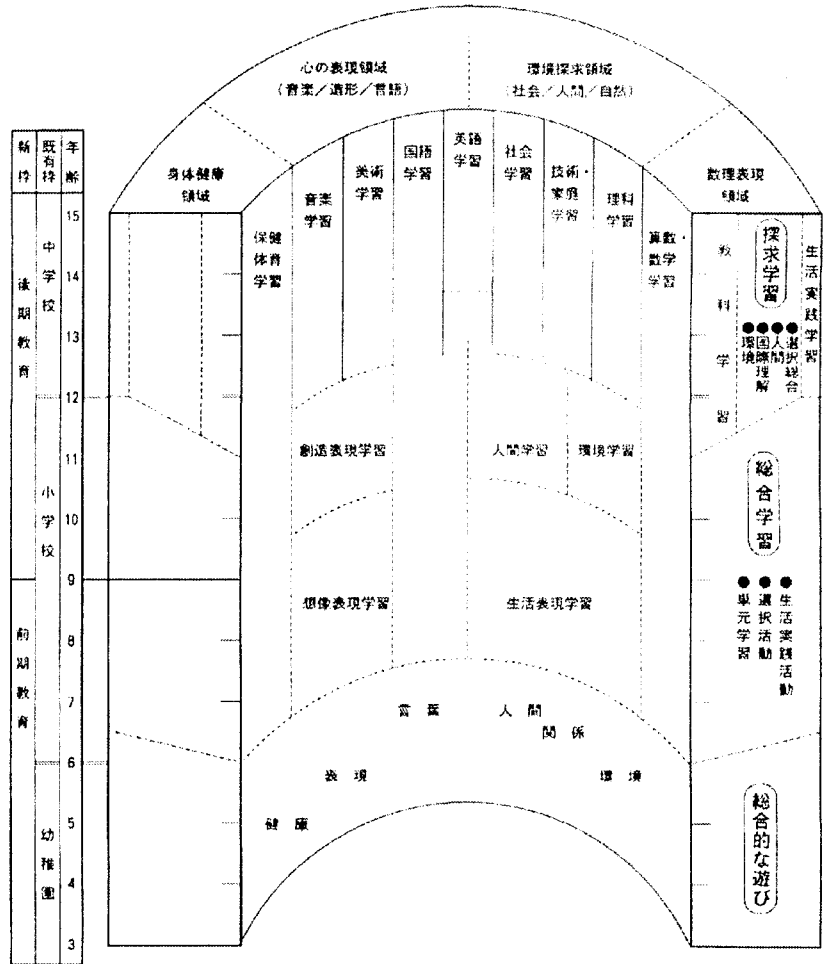 心の表現領域
(音楽/造形/言語)
環境探求領域
(社会/人間/自然)
身体健康
領域
数理表現
領域
新枠
既有枠
年齢
15
14
13
12
11
10
9
8
7
6
5
4
3
後期教育
前期教育
中学校
小学校
幼稚園
保健
体育
学習
音楽
学習
美術
学習
国語
学習
英語
学習
社会
学習
技術・
家庭
学習
理科
学習
算数・
数学
学習
創造表現学習
人間学習
環境学習
想像表現学習
生活表現学習
言葉
人間
関係
表現
環境
健康
教科学習
探求学習
生活実践学習
●環境
●国際理解
●人間
●選択総合
総合学習
●単元学習
●選択活動
●生活実践活動
総合的な遊び